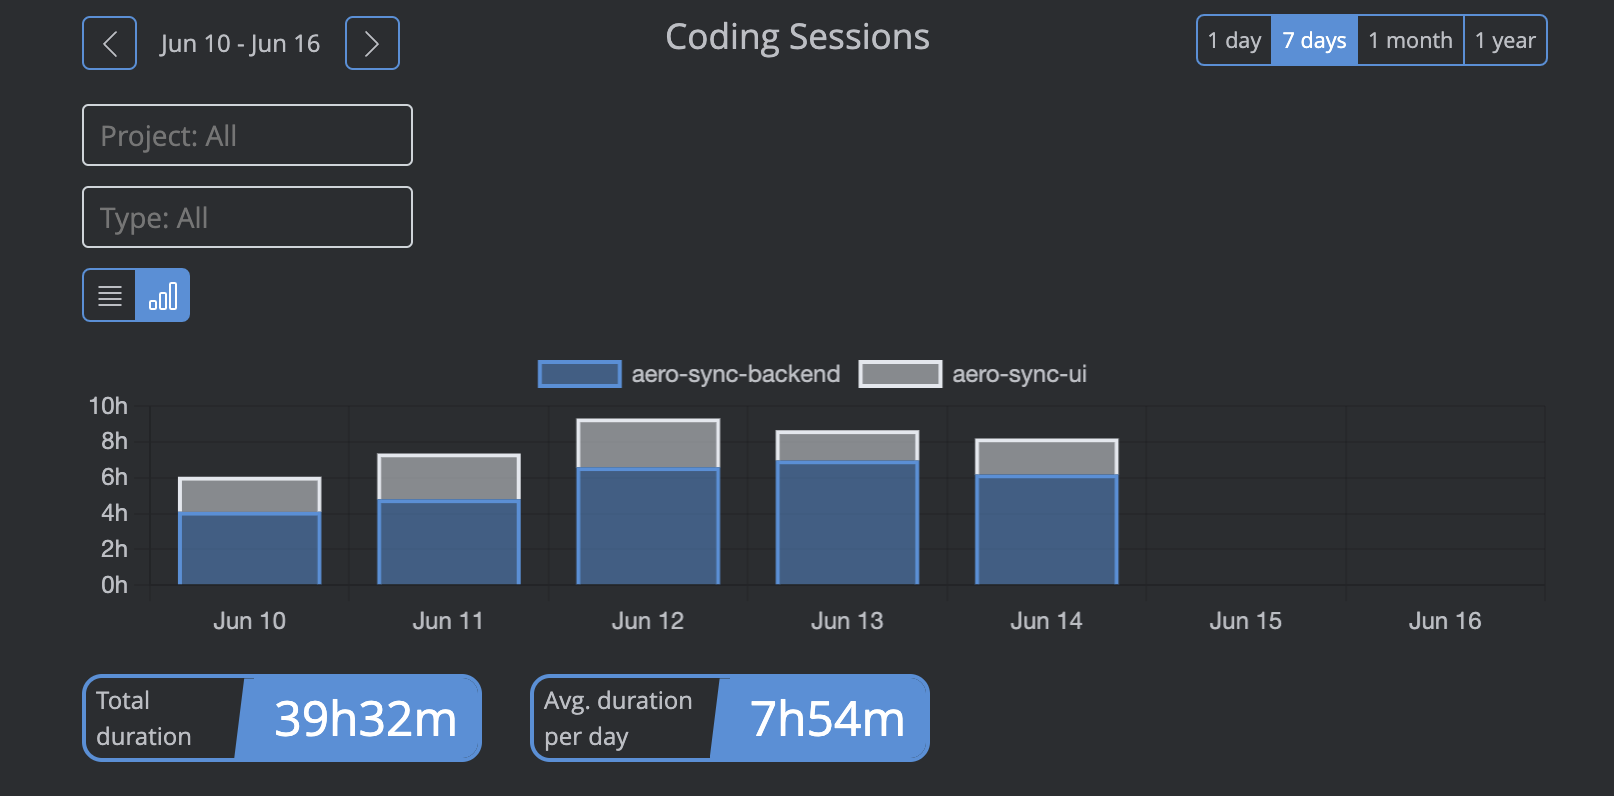 Jun 10 - Jun 16
Coding Sessions
1 day
7 days
1 month
1 year
Project: All
Type: All
aero-sync-backend
aero-sync-ui
10h
8h
6h
4h
2h
0h
Jun 10
Jun 11
Jun 12
Jun 13
Jun 14
Jun 15
Jun 16
Total
duration
39h32m
Avg. duration
per day
7h54m